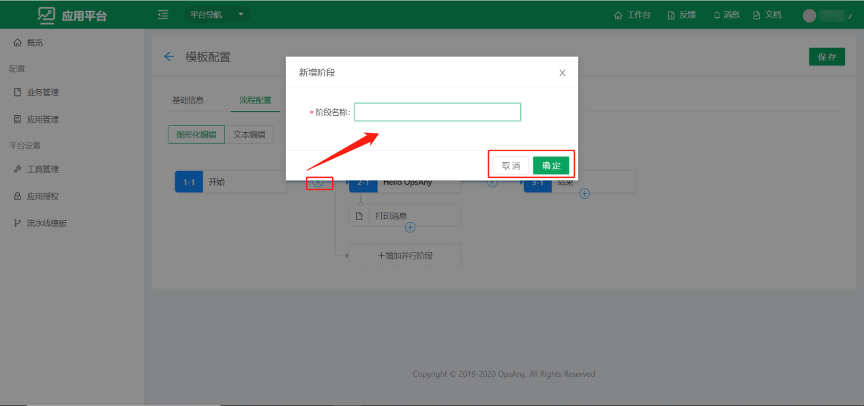 应用平台
平台导航
工作台
反馈
消息
文档
概览
配置
业务管理
应用管理
平台设置
工具管理
应用授权
流水线模板
模板配置
保存
基础信息
流程配置
图形化编辑
文本编辑
新增阶段
* 阶段名称:
取消
确定
1-1 开始
2-1 Hello OpsAny
3-1 结束
打印消息
+增加并行阶段
Copyright © 2019-2020 OpsAny. All Rights Reserved